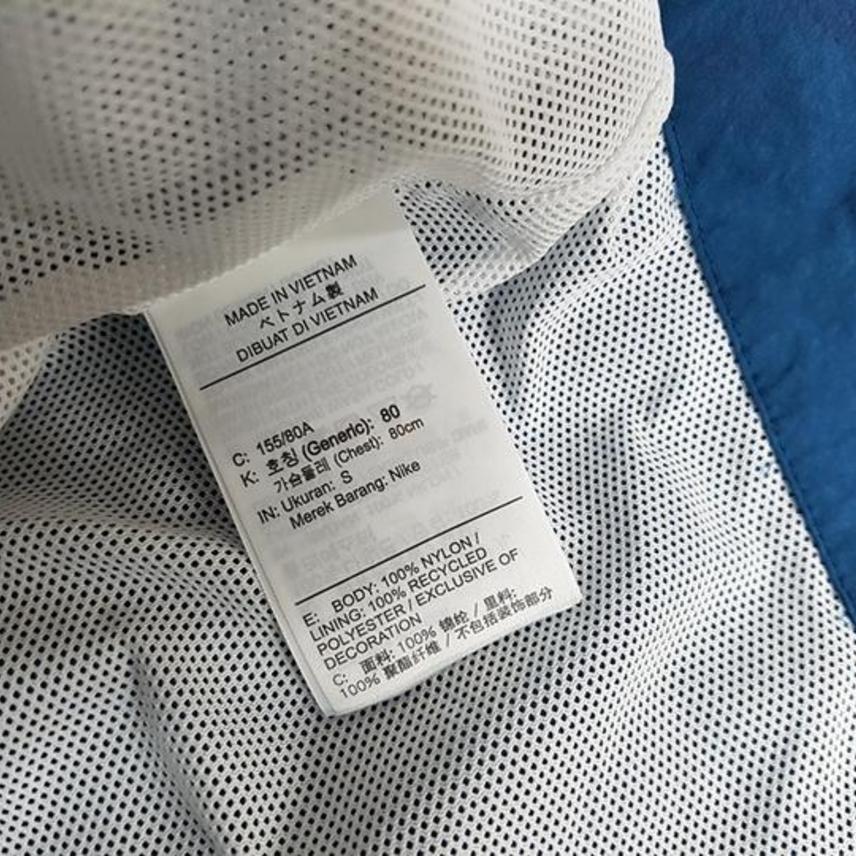 MADE IN VIETNAM
ベトナム製
DIBUAT DI VIETNAM
C: 155/80A
K: 호칭 (Generic): 80
가슴둘레 (Chest): 80cm
IN: Ukuran: S
Merek Barang: Nike
E: BODY: 100% NYLON /
LINING: 100% RECYCLED
POLYESTER / EXCLUSIVE OF
DECORATION
C: 面料: 100% 锦纶 / 里料:
100% 聚酯纤维 / 不包括装饰部分